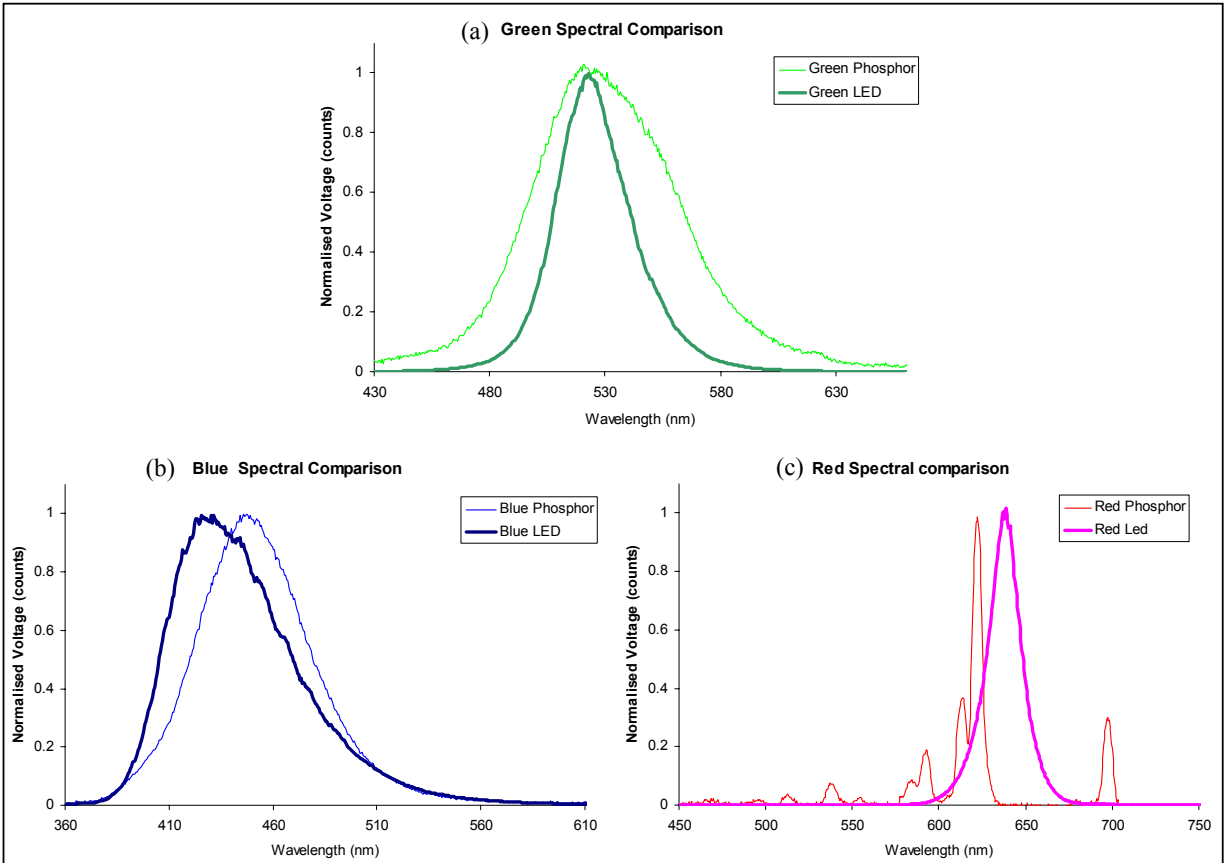 (a) Green Spectral Comparison
Normalised Voltage (counts)
1
0.8
0.6
0.4
0.2
0
430 480 530 580 630
Wavelength (nm)
Green Phosphor
Green LED
(b) Blue Spectral Comparison
Normalised Voltage (counts)
1
0.8
0.6
0.4
0.2
0
360 410 460 510 560 610
Wavelength (nm)
Blue Phosphor
Blue LED
(c) Red Spectral comparison
Normalised Voltage (counts)
1
0.8
0.6
0.4
0.2
0
450 500 550 600 650 700 750
Wavelength (nm)
Red Phosphor
Red Led